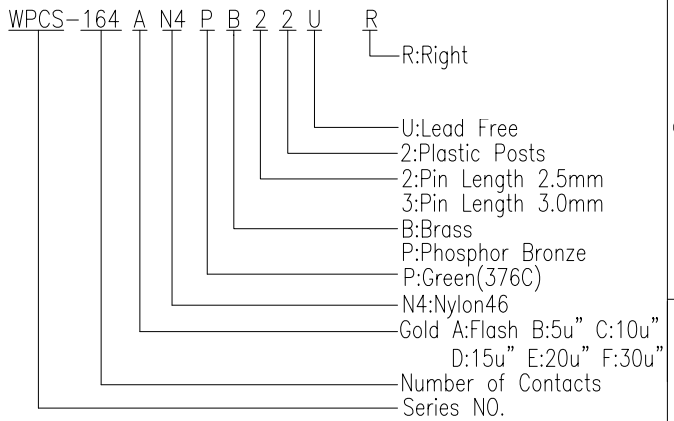 WPCS-164 A N4 P B 2 2 U R
R:Right
U:Lead Free
2:Plastic Posts
2:Pin Length 2.5mm
3:Pin Length 3.0mm
B:Brass
P:Phosphor Bronze
P:Green(376C)
N4:Nylon46
Gold A:Flash B:5u" C:10u"
D:15u" E:20u" F:30u"
Number of Contacts
Series NO.